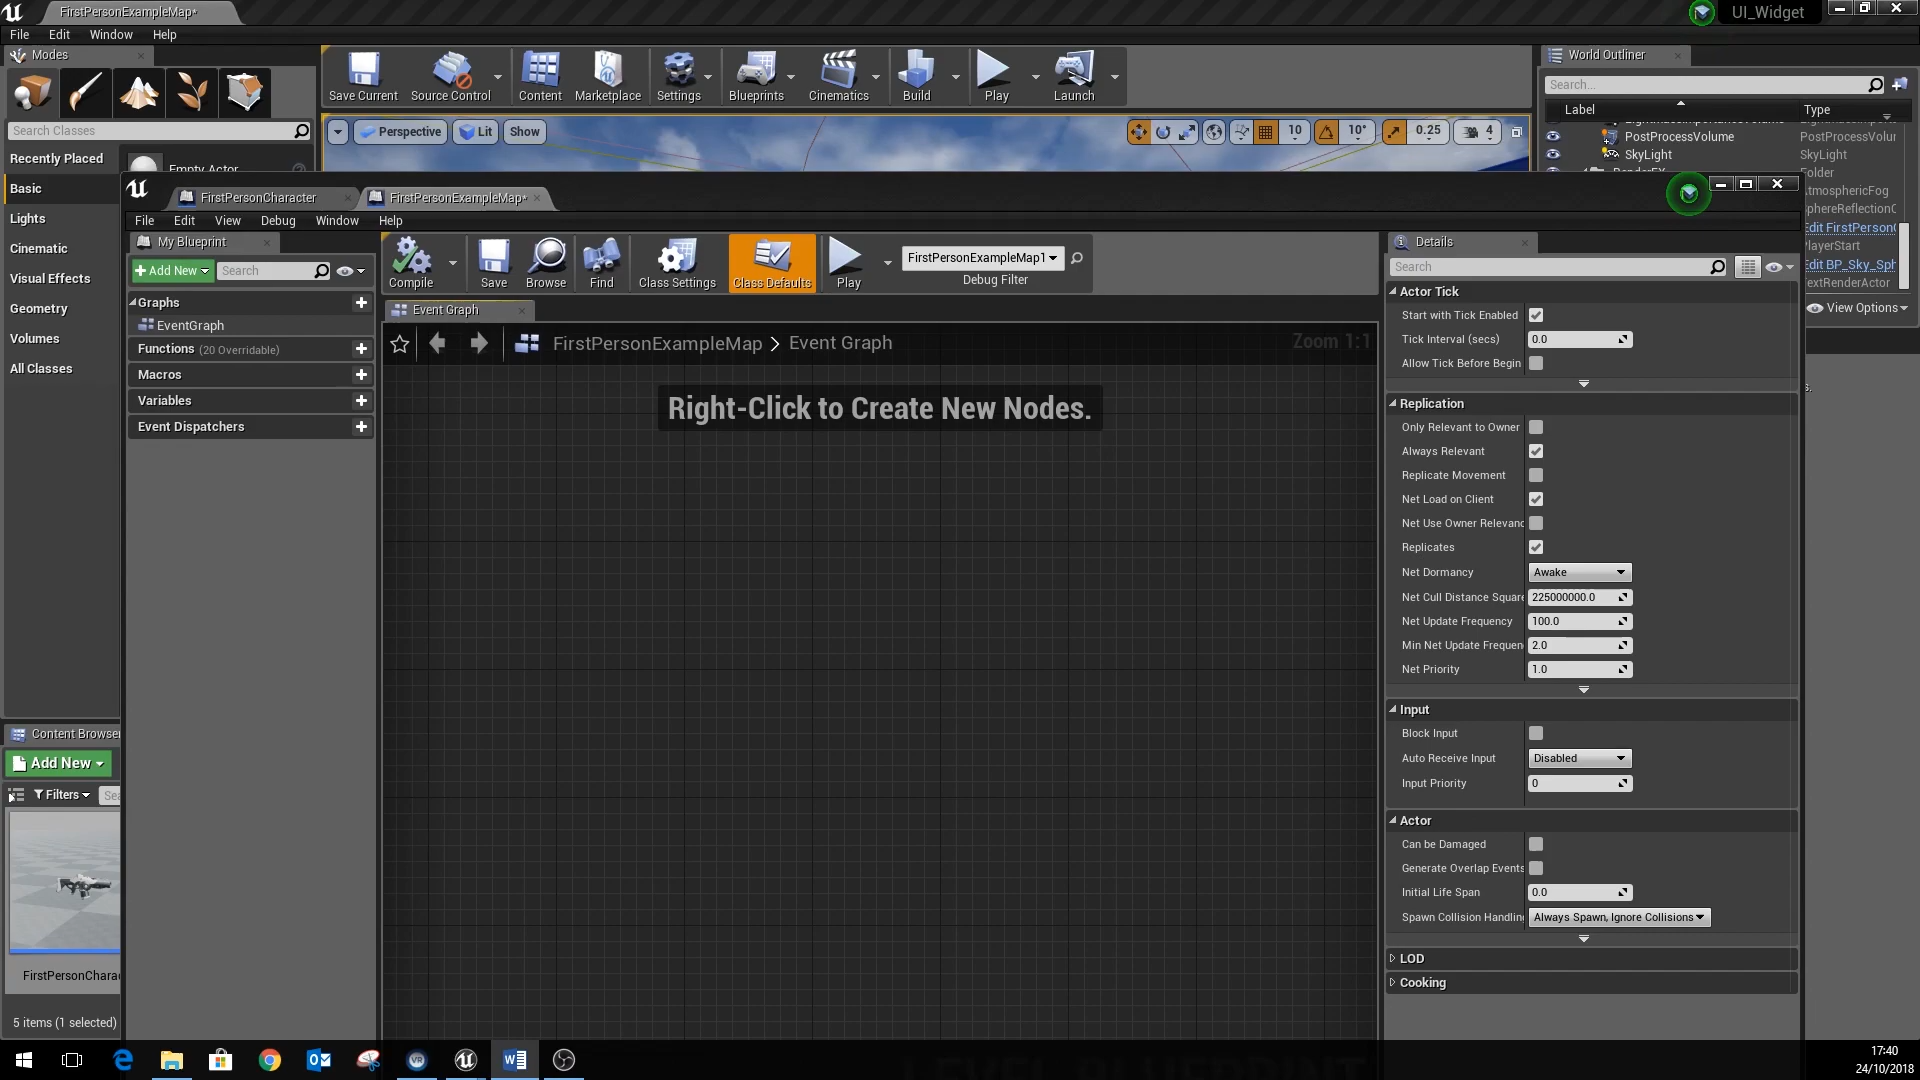 FirstPersonExampleMap*
UI_Widget
File Edit Window Help
Modes
World Outliner
Save Current Source Control Content Marketplace Settings Blueprints Cinematics Build Play Launch
Search...
Label Type
Search Classes
Perspective Lit Show
10 10° 0.25 4
PostProcessVolume PostProcessVolur
SkyLight SkyLight
Recently Placed
Empty Actor
Folder
Basic
FirstPersonCharacter FirstPersonExampleMap*
File Edit View Debug Window Help
Lights
Edit FirstPerson
PlayerStart
My Blueprint
Details
Cinematic
Edit BP_Sky_Sph
TextRenderActor
View Options
Add New Search
Compile Save Browse Find Class Settings Class Defaults Play
FirstPersonExampleMap1
Debug Filter
Search
Visual Effects
Geometry
Volumes
All Classes
Graphs
EventGraph
Functions (20 Overridable)
Macros
Variables
Event Dispatchers
Event Graph
FirstPersonExampleMap > Event Graph
Zoom 1:1
Right-Click to Create New Nodes.
Actor Tick
Start with Tick Enabled
Tick Interval (secs) 0.0
Allow Tick Before Begin
Replication
Only Relevant to Owner
Always Relevant
Replicate Movement
Net Load on Client
Net Use Owner Relevanc
Replicates
Net Dormancy Awake
Net Cull Distance Square 225000000.0
Net Update Frequency 100.0
Min Net Update Frequen 2.0
Net Priority 1.0
Input
Block Input
Auto Receive Input Disabled
Input Priority 0
Actor
Can be Damaged
Generate Overlap Events
Initial Life Span 0.0
Spawn Collision Handlin Always Spawn, Ignore Collisions
LOD
Cooking
Content Browser
Add New
Filters Sea
FirstPersonChara
5 items (1 selected)
17:40
24/10/2018